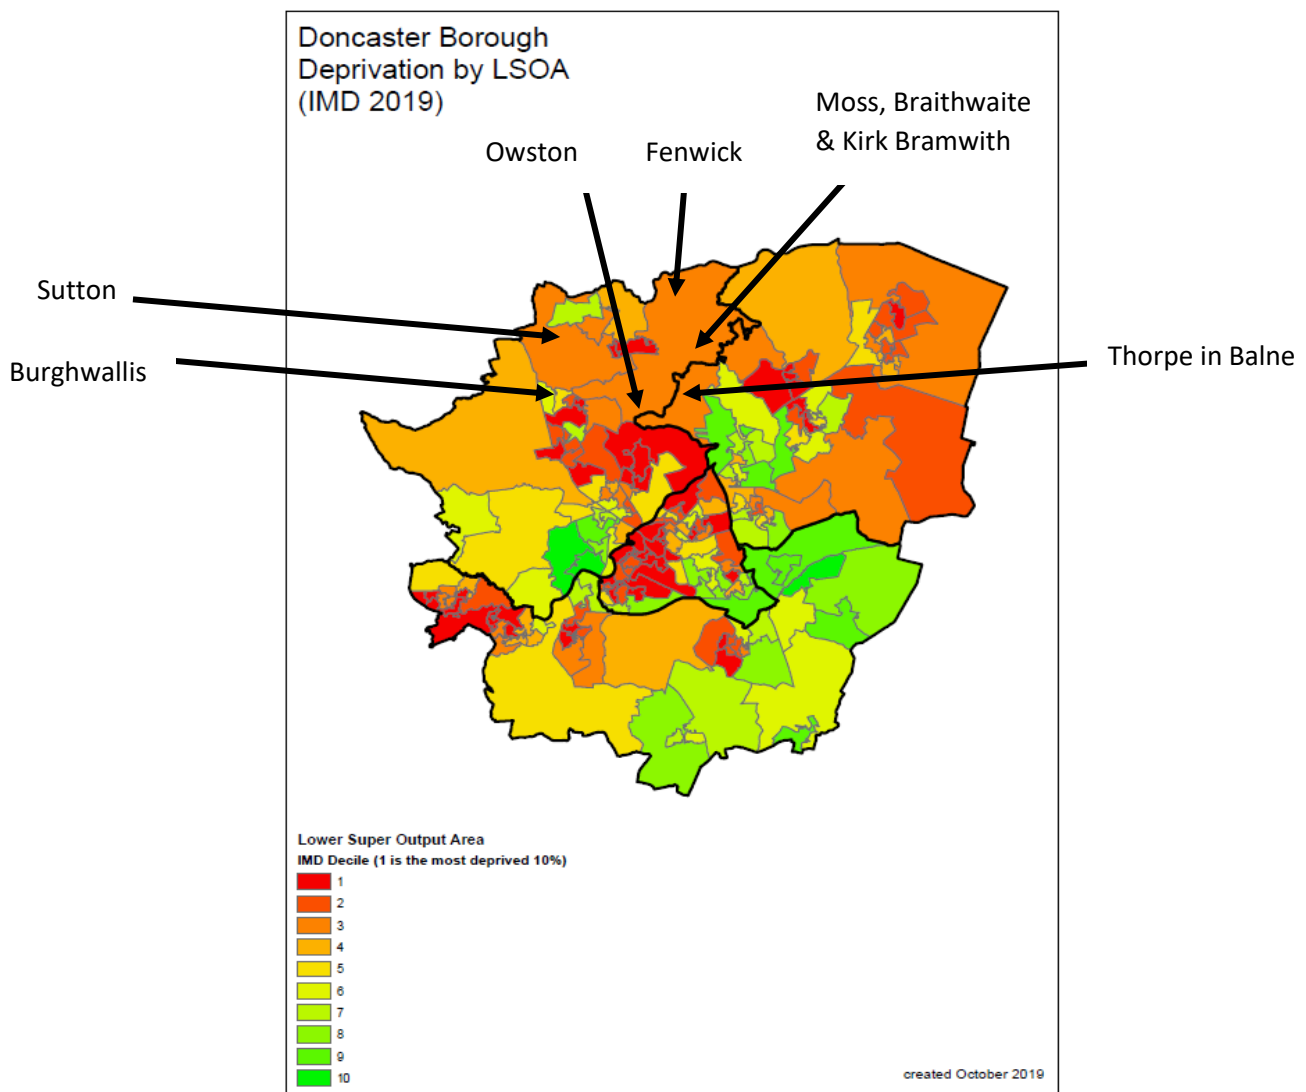 Doncaster Borough
Deprivation by LSOA
(IMD 2019)
Moss, Braithwaite
& Kirk Bramwith
Owston
Fenwick
Sutton
Burghwallis
Thorpe in Balne
Lower Super Output Area
IMD Decile (1 is the most deprived 10%)
1
2
3
4
5
6
7
8
9
10
created October 2019